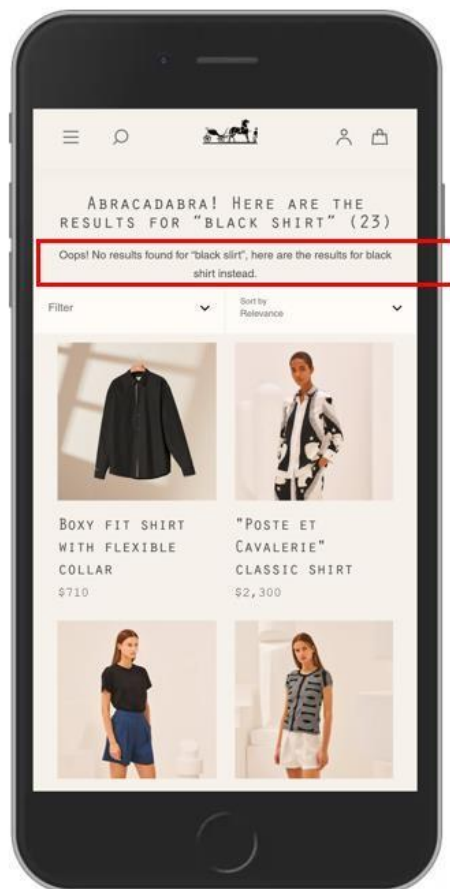 ABRACADABRA! HERE ARE THE
RESULTS FOR "BLACK SHIRT" (23)
Oops! No results found for "black slirt", here are the results for black
shirt instead.
Filter
Sort by
Relevance
BOXY FIT SHIRT
WITH FLEXIBLE
COLLAR
$710
"POSTE ET
CAVALERIE"
CLASSIC SHIRT
$2,300